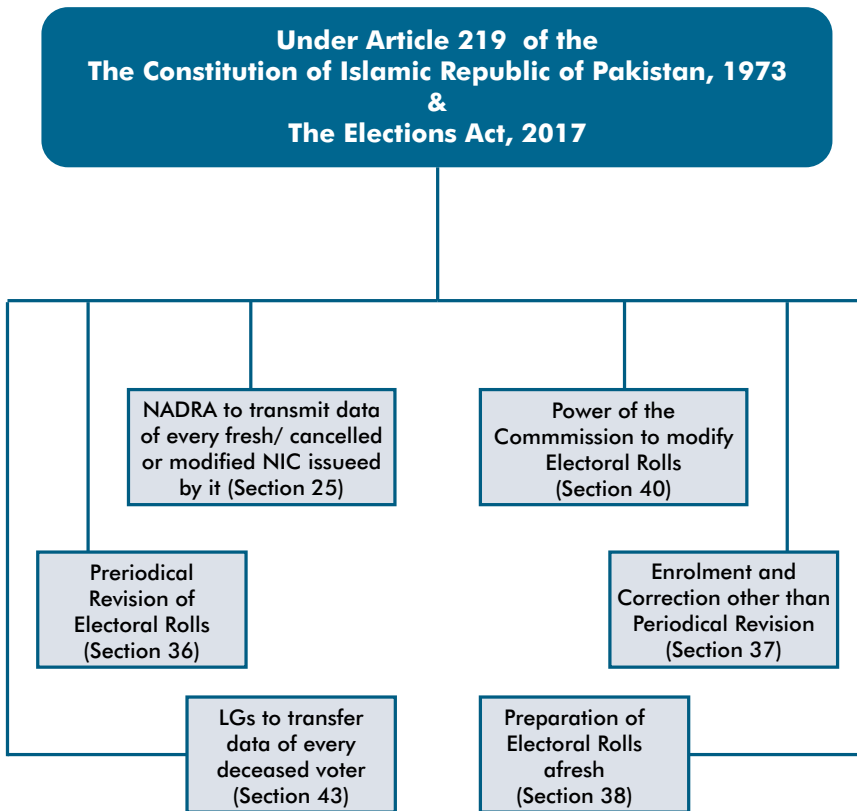 Under Article 219 of the
The Constitution of Islamic Republic of Pakistan, 1973
&
The Elections Act, 2017
NADRA to transmit data
of every fresh/ cancelled
or modified NIC issueed
by it (Section 25)
Power of the
Commmission to modify
Electoral Rolls
(Section 40)
Preriodical
Revision of
Electoral Rolls
(Section 36)
Enrolment and
Correction other than
Periodical Revision
(Section 37)
LGs to transfer
data of every
deceased voter
(Section 43)
Preparation of
Electoral Rolls
afresh
(Section 38)